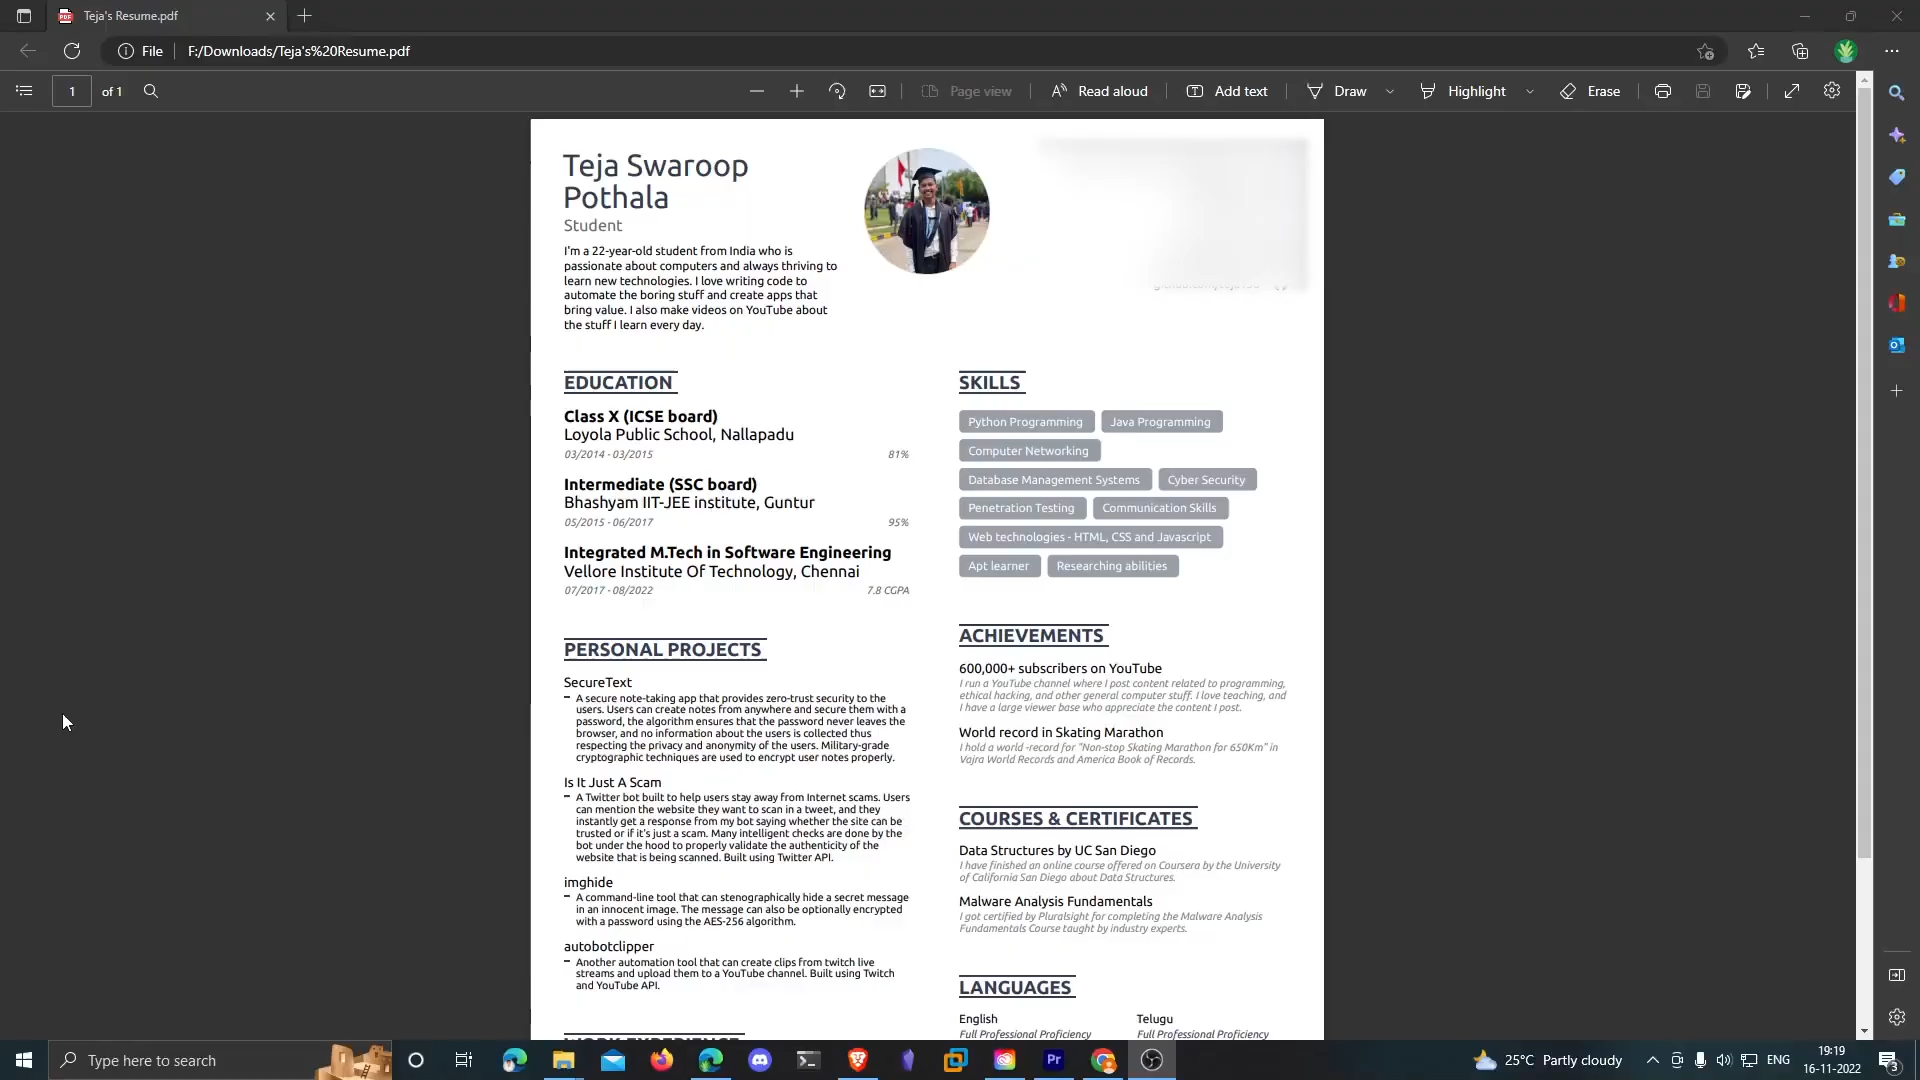 Teja's Resume.pdf
File
F:/Downloads/Teja's%20Resume.pdf
1
of 1
Page view
Read aloud
Add text
Draw
Highlight
Erase
Teja Swaroop
Pothala
Student
I'm a 22-year-old student from India who is
passionate about computers and always thriving to
learn new technologies. I love writing code to
automate the boring stuff and create apps that
bring value. I also make videos on YouTube about
the stuff I learn every day.
EDUCATION
Class X (ICSE board)
Loyola Public School, Nallapadu
03/2014 - 03/2015 81%
Intermediate (SSC board)
Bhashyam IIT-JEE institute, Guntur
05/2015 - 06/2017 95%
Integrated M.Tech in Software Engineering
Vellore Institute Of Technology, Chennai
07/2017 - 08/2022 7.8 CGPA
PERSONAL PROJECTS
SecureText
– A secure note-taking app that provides zero-trust security to the
users. Users can create notes from anywhere and secure them with a
password, the algorithm ensures that the password never leaves the
browser, and no information about the users is collected thus
respecting the privacy and anonymity of the users. Military-grade
cryptographic techniques are used to encrypt user notes properly.
Is It Just A Scam
– A Twitter bot built to help users stay away from Internet scams. Users
can mention the website they want to scan in a tweet, and they
instantly get a response from my bot saying whether the site can be
trusted or if it's just a scam. Many intelligent checks are done by the
bot under the hood to properly validate the authenticity of the
website that is being scanned. Built using Twitter API.
imghide
– A command-line tool that can stenographically hide a secret message
in an innocent image. The message can also be optionally encrypted
with a password using the AES-256 algorithm.
autobotclipper
– Another automation tool that can create clips from twitch live
streams and upload them to a YouTube channel. Built using Twitch
and YouTube API.
WORK EXPERIENCE
SKILLS
Python Programming Java Programming
Computer Networking
Database Management Systems Cyber Security
Penetration Testing Communication Skills
Web technologies - HTML, CSS and Javascript
Apt learner Researching abilities
ACHIEVEMENTS
600,000+ subscribers on YouTube
I run a YouTube channel where I post content related to programming,
ethical hacking, and other general computer stuff. I love teaching, and
I have a large viewer base who appreciate the content I post.
World record in Skating Marathon
I hold a world -record for "Non-stop Skating Marathon for 650Km" in
Vajra World Records and America Book of Records.
COURSES & CERTIFICATES
Data Structures by UC San Diego
I have finished an online course offered on Coursera by the University
of California San Diego about Data Structures.
Malware Analysis Fundamentals
I got certified by Pluralsight for completing the Malware Analysis
Fundamentals Course taught by industry experts.
LANGUAGES
English Telugu
Full Professional Proficiency Full Professional Proficiency
Type here to search
25°C Partly cloudy
ENG
19:19
16-11-2022
3